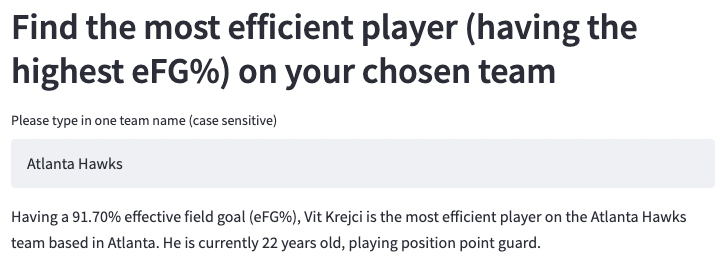 Find the most efficient player (having the
highest eFG%) on your chosen team
Please type in one team name (case sensitive)
Atlanta Hawks
Having a 91.70% effective field goal (eFG%), Vit Krejci is the most efficient player on the Atlanta Hawks
team based in Atlanta. He is currently 22 years old, playing position point guard.